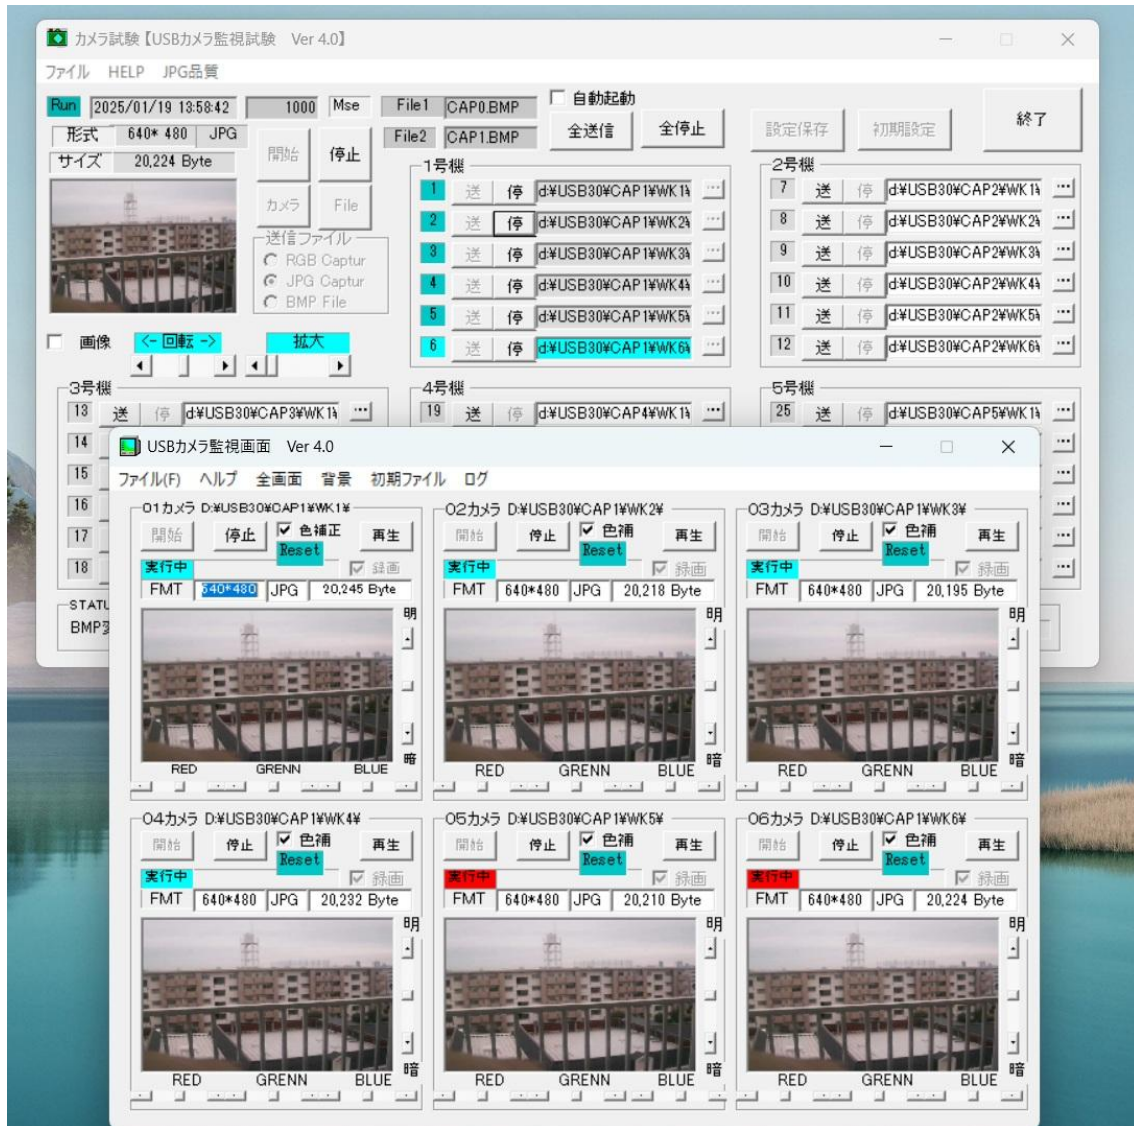 カメラ試験【USBカメラ監視試験 Ver 4.0】
ファイル HELP JPG品質
Run 2025/01/19 13:58:42 1000 Mse File1 CAP0.BMP 自動起動
形式 640* 480 JPG File2 CAP1.BMP 全送信 全停止 設定保存 初期設定 終了
サイズ 20,224 Byte 開始 停止
カメラ File
送信ファイル
RGB Captur
JPG Captur
BMP File
画像 <- 回転 -> 拡大
1号機
1 送 停 d:¥USB30¥CAP1¥WK1¥ ...
2 送 停 d:¥USB30¥CAP1¥WK2¥ ...
3 送 停 d:¥USB30¥CAP1¥WK3¥ ...
4 送 停 d:¥USB30¥CAP1¥WK4¥ ...
5 送 停 d:¥USB30¥CAP1¥WK5¥ ...
6 送 停 d:¥USB30¥CAP1¥WK6¥ ...
2号機
7 送 停 d:¥USB30¥CAP2¥WK1¥ ...
8 送 停 d:¥USB30¥CAP2¥WK2¥ ...
9 送 停 d:¥USB30¥CAP2¥WK3¥ ...
10 送 停 d:¥USB30¥CAP2¥WK4¥ ...
11 送 停 d:¥USB30¥CAP2¥WK5¥ ...
12 送 停 d:¥USB30¥CAP2¥WK6¥ ...
3号機
13 送 停 d:¥USB30¥CAP3¥WK1¥ ...
14
15
16
17
18
4号機
19 送 停 d:¥USB30¥CAP4¥WK1¥ ...
5号機
25 送 停 d:¥USB30¥CAP5¥WK1¥ ...
...
...
...
...
...
STATU
BMP変
USBカメラ監視画面 Ver 4.0
ファイル(F) ヘルプ 全画面 背景 初期ファイル ログ
01カメラ D:¥USB30¥CAP1¥WK1¥
開始 停止 色補正 再生
Reset
実行中 録画
FMT 640*480 JPG 20,245 Byte
明
暗
RED GRENN BLUE
02カメラ D:¥USB30¥CAP1¥WK2¥
開始 停止 色補 再生
Reset
実行中 録画
FMT 640*480 JPG 20,218 Byte
明
暗
RED GRENN BLUE
03カメラ D:¥USB30¥CAP1¥WK3¥
開始 停止 色補 再生
Reset
実行中 録画
FMT 640*480 JPG 20,195 Byte
明
暗
RED GRENN BLUE
04カメラ D:¥USB30¥CAP1¥WK4¥
開始 停止 色補 再生
Reset
実行中 録画
FMT 640*480 JPG 20,232 Byte
明
暗
RED GRENN BLUE
05カメラ D:¥USB30¥CAP1¥WK5¥
開始 停止 色補 再生
Reset
実行中 録画
FMT 640*480 JPG 20,210 Byte
明
暗
RED GRENN BLUE
06カメラ D:¥USB30¥CAP1¥WK6¥
開始 停止 色補 再生
Reset
実行中 録画
FMT 640*480 JPG 20,224 Byte
明
暗
RED GRENN BLUE